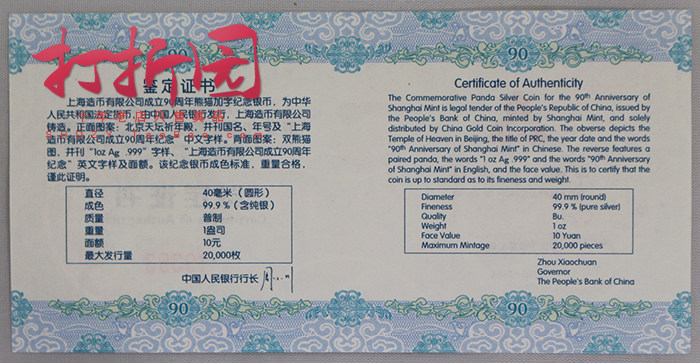 90
90
打折园
鉴定证书
上海造币有限公司成立90周年熊猫加字纪念银币，为中华
人民共和国法定货币，由中国人民银行发行，上海造币有限公司
铸造。正面图案：北京天坛祈年殿，并刊国名、年号及“上海造
币有限公司成立90周年纪念”中文字样。背面图案：双熊猫
图，并刊“1oz Ag .999”字样、“上海造币有限公司成立90周年
纪念”英文字样及面额。该纪念银币成色标准，重量合格，
谨此证明。
直径 40毫米（圆形）
成色 99.9%（含纯银）
质量 普制
重量 1盎司
面额 10元
最大发行量 20,000枚
中国人民银行行长
Certificate of Authenticity
The Commemorative Panda Silver Coin for the 90th Anniversary of
Shanghai Mint is legal tender of the People's Republic of China, issued by
the People's Bank of China, minted by Shanghai Mint, and solely
distributed by China Gold Coin Incorporation. The obverse depicts the
Temple of Heaven in Beijing, the title of PRC, the year date and the words
"90th Anniversary of Shanghai Mint" in Chinese. The reverse features a
paired panda, the words "1 oz Ag .999" and the words "90th Anniversary
of Shanghai Mint" in English, and the face value. This is to certify that the
coin is up to standard as to its fineness and weight.
Diameter 40 mm (round)
Fineness 99.9 % (pure silver)
Quality Bu.
Weight 1 oz
Face Value 10 Yuan
Maximum Mintage 20,000 pieces
Zhou Xiaochuan
Governor
The People's Bank of China
90
90